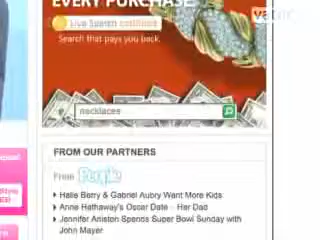 EVERY PURCHASE.
Live Search cashback
Search that pays you back.
necklaces
FROM OUR PARTNERS
From People
Halle Berry & Gabriel Aubry Want More Kids
Anne Hathaway's Oscar Date - Her Dad
Jennifer Aniston Spends Super Bowl Sunday with
John Mayer